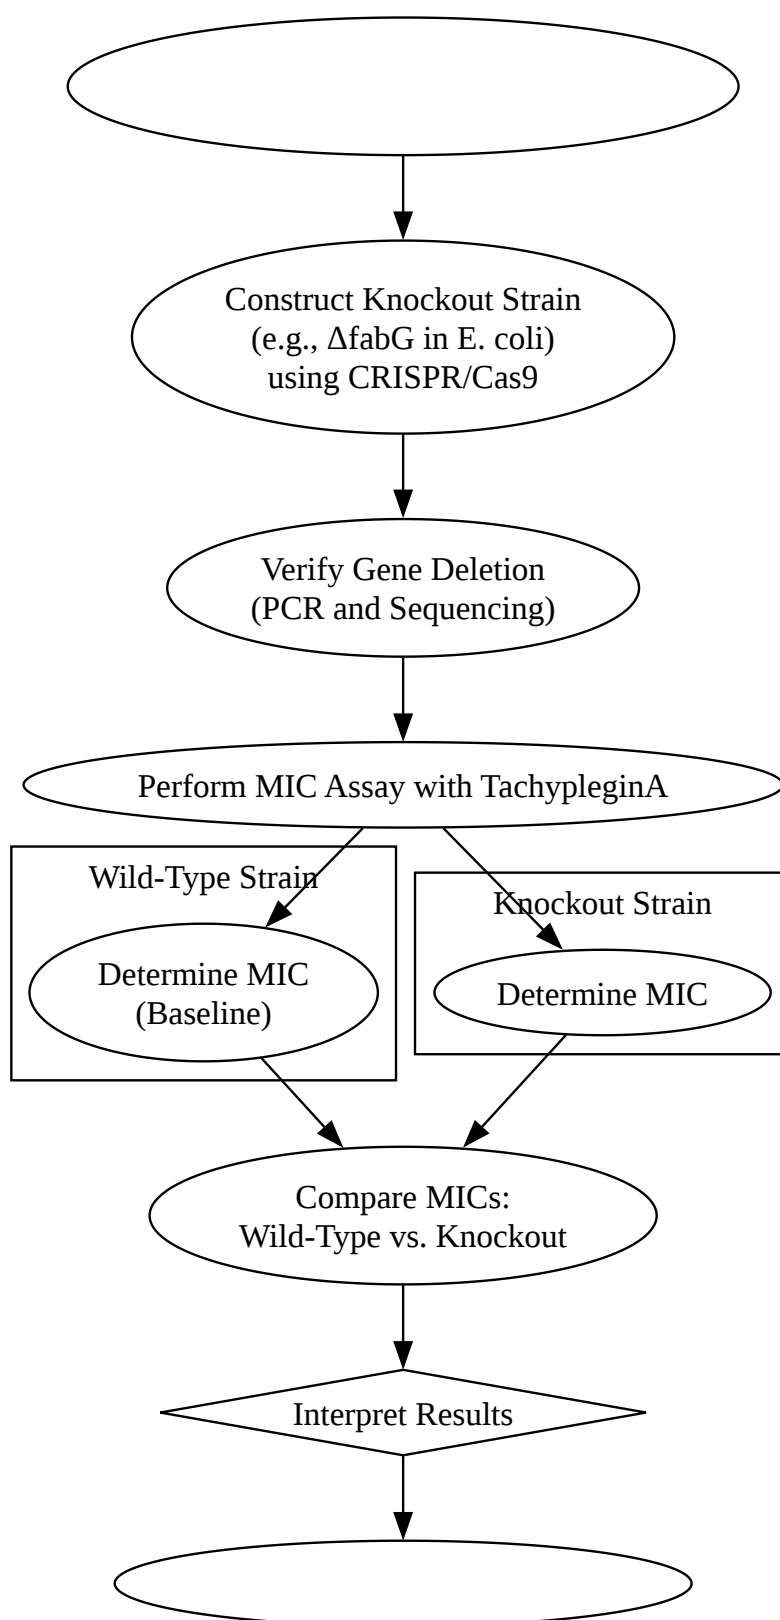 Construct Knockout Strain
(e.g., ΔfabG in E. coli)
using CRISPR/Cas9
Verify Gene Deletion
(PCR and Sequencing)
Perform MIC Assay with TachypleginA
Wild-Type Strain
Knockout Strain
Determine MIC
(Baseline)
Determine MIC
Compare MICs:
Wild-Type vs. Knockout
Interpret Results